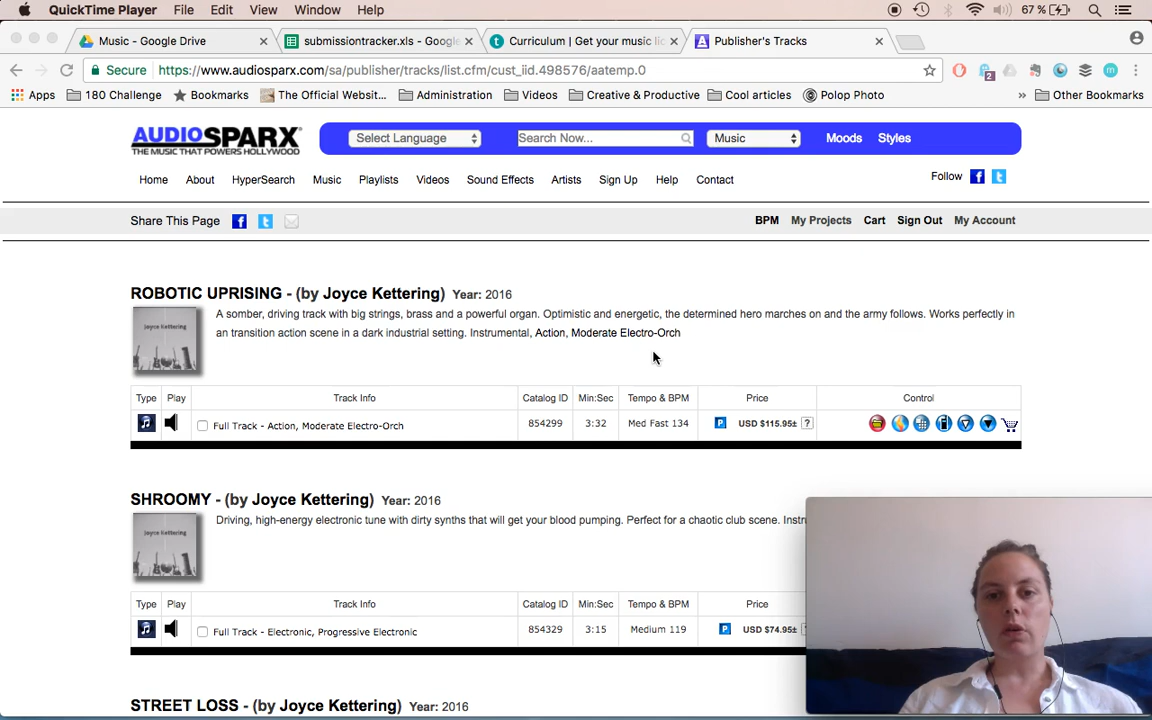 QuickTime Player File Edit View Window Help 67 %
Music - Google Drive submissiontracker.xls - Google Curriculum | Get your music lic Publisher's Tracks
Secure https://www.audiosparx.com/sa/publisher/tracks/list.cfm/cust_iid.498576/aatemp.0
Apps 180 Challenge Bookmarks The Official Websit... Administration Videos Creative & Productive Cool articles Polop Photo » Other Bookmarks
AUDIOSPARX
THE MUSIC THAT POWERS HOLLYWOOD
Select Language Search Now... Music Moods Styles
Home About HyperSearch Music Playlists Videos Sound Effects Artists Sign Up Help Contact Follow
Share This Page BPM My Projects Cart Sign Out My Account
ROBOTIC UPRISING - (by Joyce Kettering) Year: 2016
Joyce Kettering
A somber, driving track with big strings, brass and a powerful organ. Optimistic and energetic, the determined hero marches on and the army follows. Works perfectly in
an transition action scene in a dark industrial setting. Instrumental, Action, Moderate Electro-Orch
Type Play Track Info Catalog ID Min:Sec Tempo & BPM Price Control
Full Track - Action, Moderate Electro-Orch 854299 3:32 Med Fast 134 P USD $115.95± ?
SHROOMY - (by Joyce Kettering) Year: 2016
Joyce Kettering
Driving, high-energy electronic tune with dirty synths that will get your blood pumping. Perfect for a chaotic club scene. Instru
Type Play Track Info Catalog ID Min:Sec Tempo & BPM Price
Full Track - Electronic, Progressive Electronic 854329 3:15 Medium 119 P USD $74.95±
STREET LOSS - (by Joyce Kettering) Year: 2016